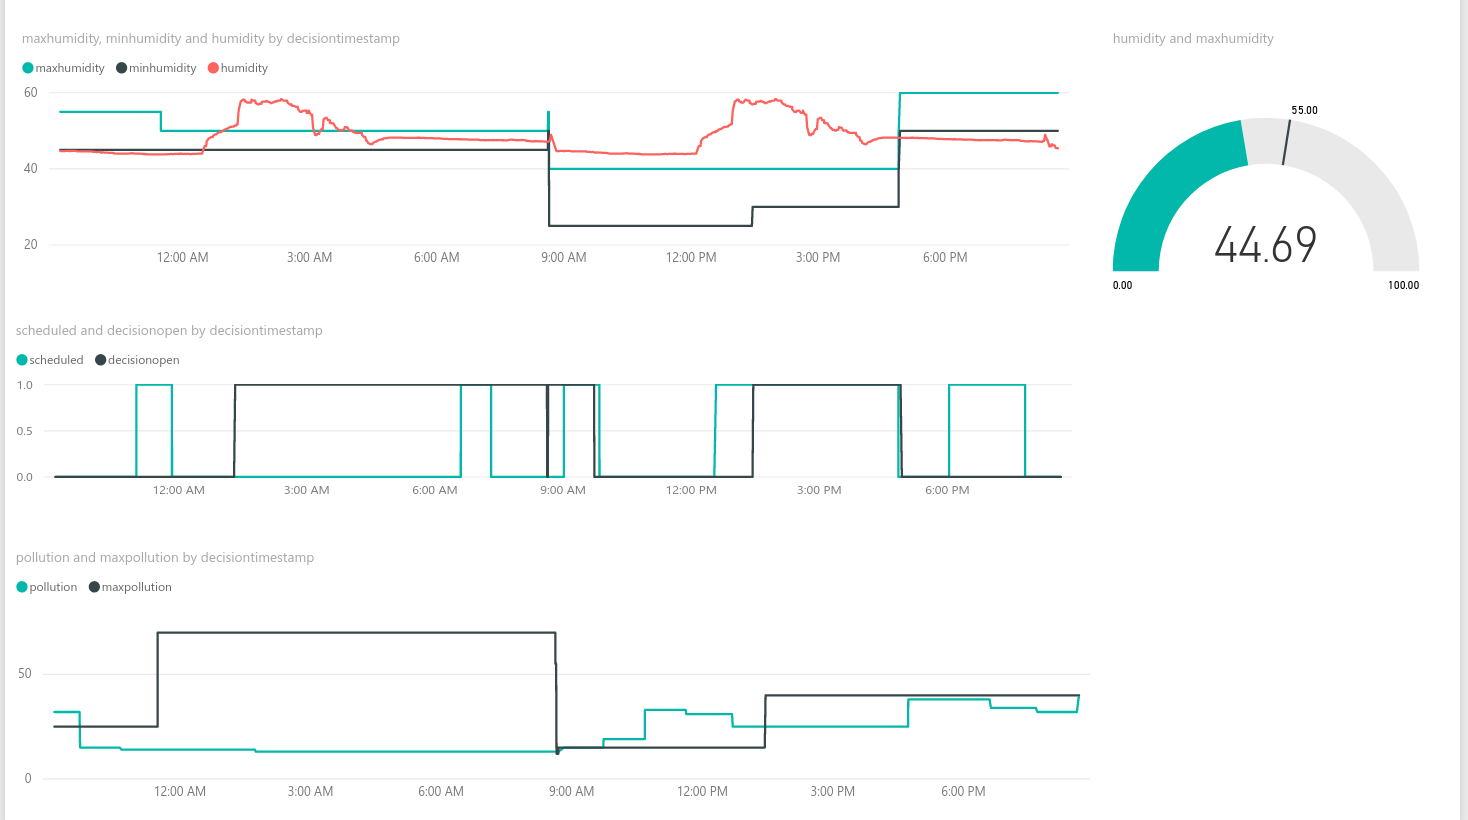 maxhumidity, minhumidity and humidity by decisiontimestamp
maxhumidity minhumidity humidity
60
40
20
12:00 AM 3:00 AM 6:00 AM 9:00 AM 12:00 PM 3:00 PM 6:00 PM
humidity and maxhumidity
55.00
44.69
0.00 100.00
scheduled and decisionopen by decisiontimestamp
scheduled decisionopen
1.0
0.5
0.0
12:00 AM 3:00 AM 6:00 AM 9:00 AM 12:00 PM 3:00 PM 6:00 PM
pollution and maxpollution by decisiontimestamp
pollution maxpollution
50
0
12:00 AM 3:00 AM 6:00 AM 9:00 AM 12:00 PM 3:00 PM 6:00 PM